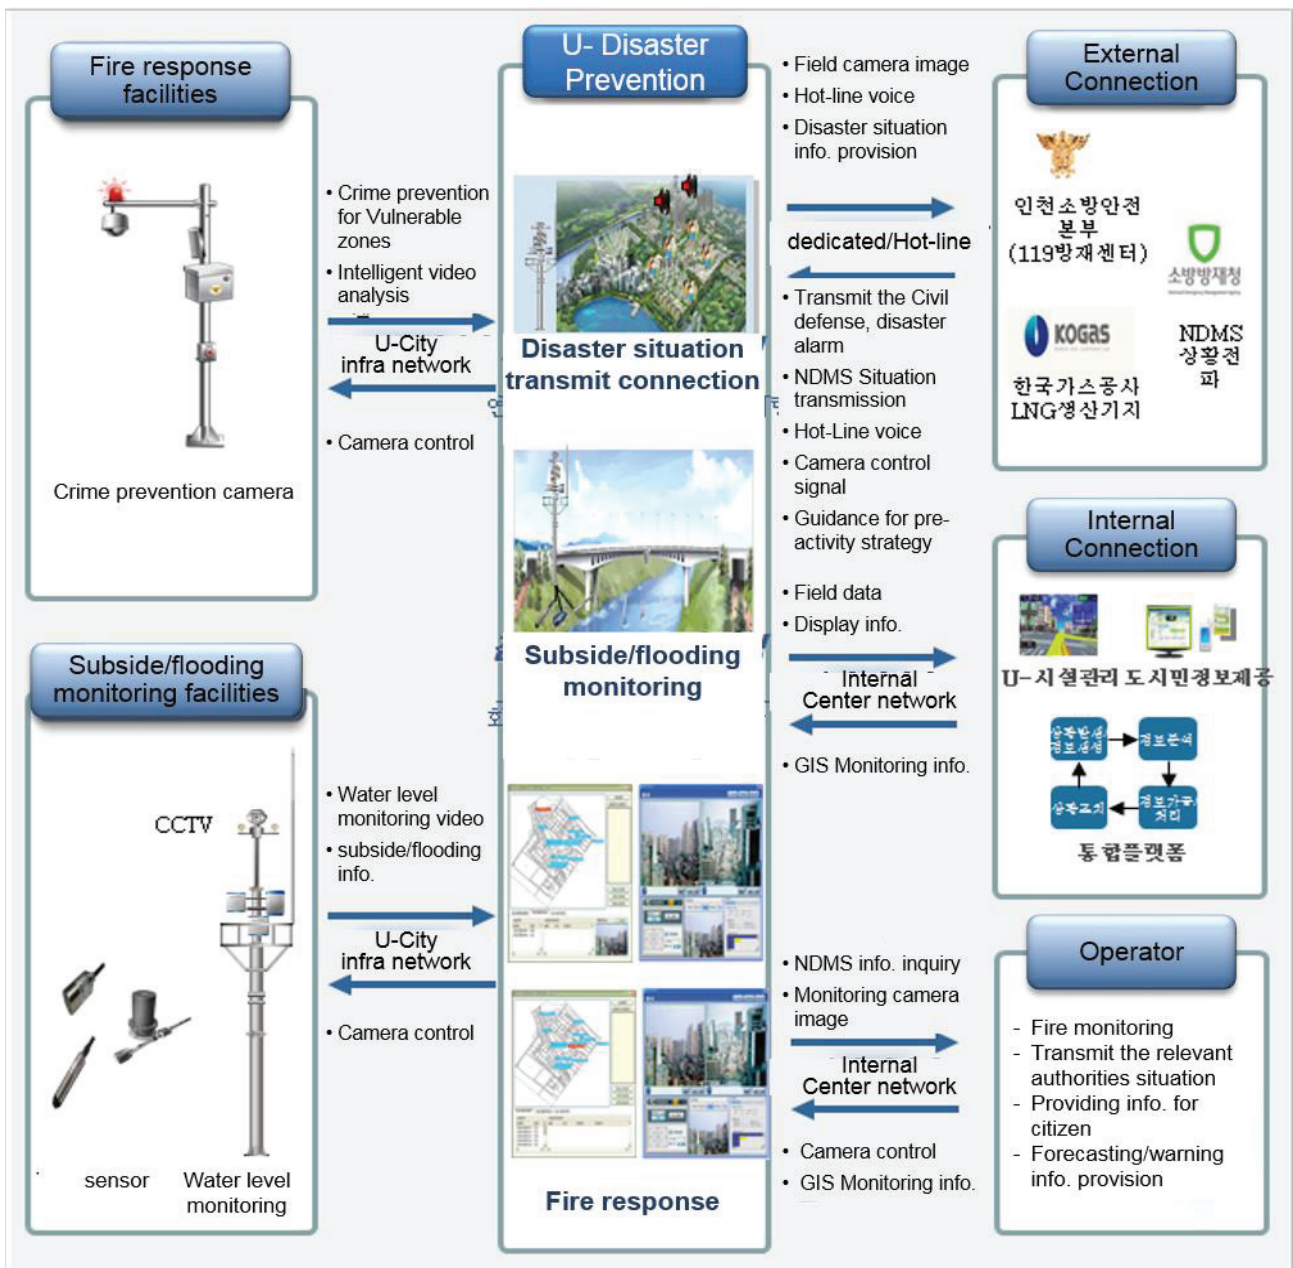 Fire response
facilities
Crime prevention camera
• Crime prevention
for Vulnerable
zones
• Intelligent video
analysis
U-City
infra network
• Camera control
Subside/flooding
monitoring facilities
CCTV
sensor
Water level
monitoring
• Water level
monitoring video
• subside/flooding
info.
U-City
infra network
• Camera control
U- Disaster
Prevention
Disaster situation
transmit connection
Subside/flooding
monitoring
Fire response
• Field camera image
• Hot-line voice
• Disaster situation
info. provision
dedicated/Hot-line
• Transmit the Civil
defense, disaster
alarm
• NDMS Situation
transmission
• Hot-Line voice
• Camera control
signal
• Guidance for pre-
activity strategy
• Field data
• Display info.
Internal
Center network
• GIS Monitoring info.
• NDMS info. inquiry
• Monitoring camera
image
Internal
Center network
• Camera control
• GIS Monitoring info.
External
Connection
인천소방안전
본부
(119방재센터)
소방방재청
KOGAS
한국가스공사
LNG생산기지
NDMS
상황전
파
Internal
Connection
U-시설관리
도시민정보제공
통합플랫폼
Operator
- Fire monitoring
- Transmit the relevant
authorities situation
- Providing info. for
citizen
- Forecasting/warning
info. provision